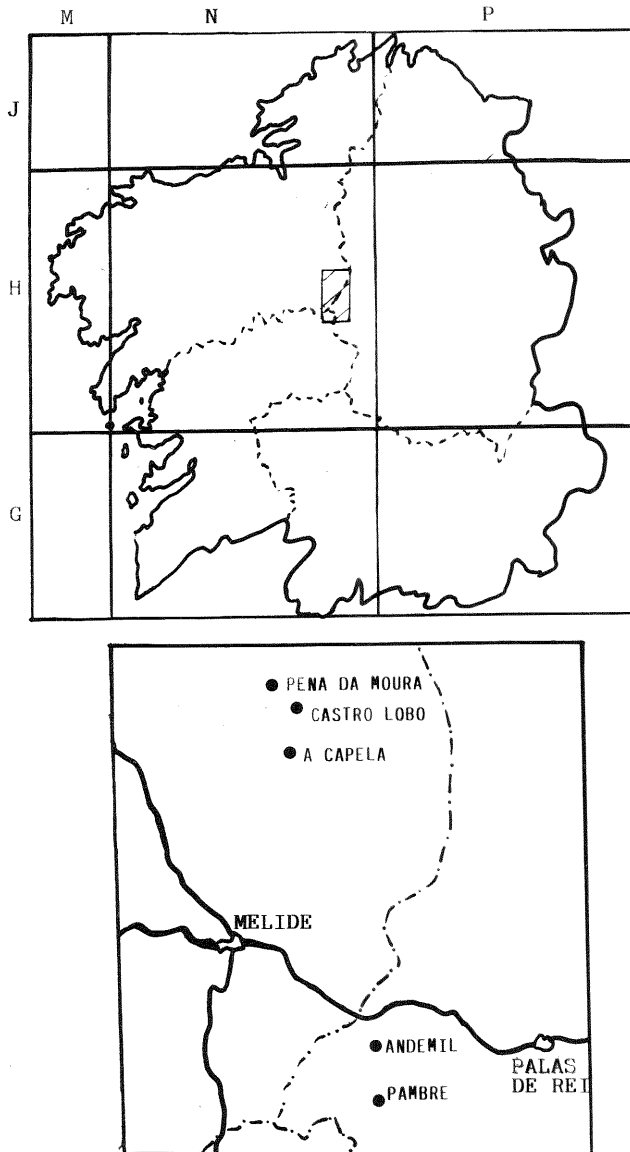 M N P
J
H
G
PENA DA MOURA
CASTRO LOBO
A CAPELA
MELIDE
ANDEMIL
PALAS
DE REI
PAMBRE